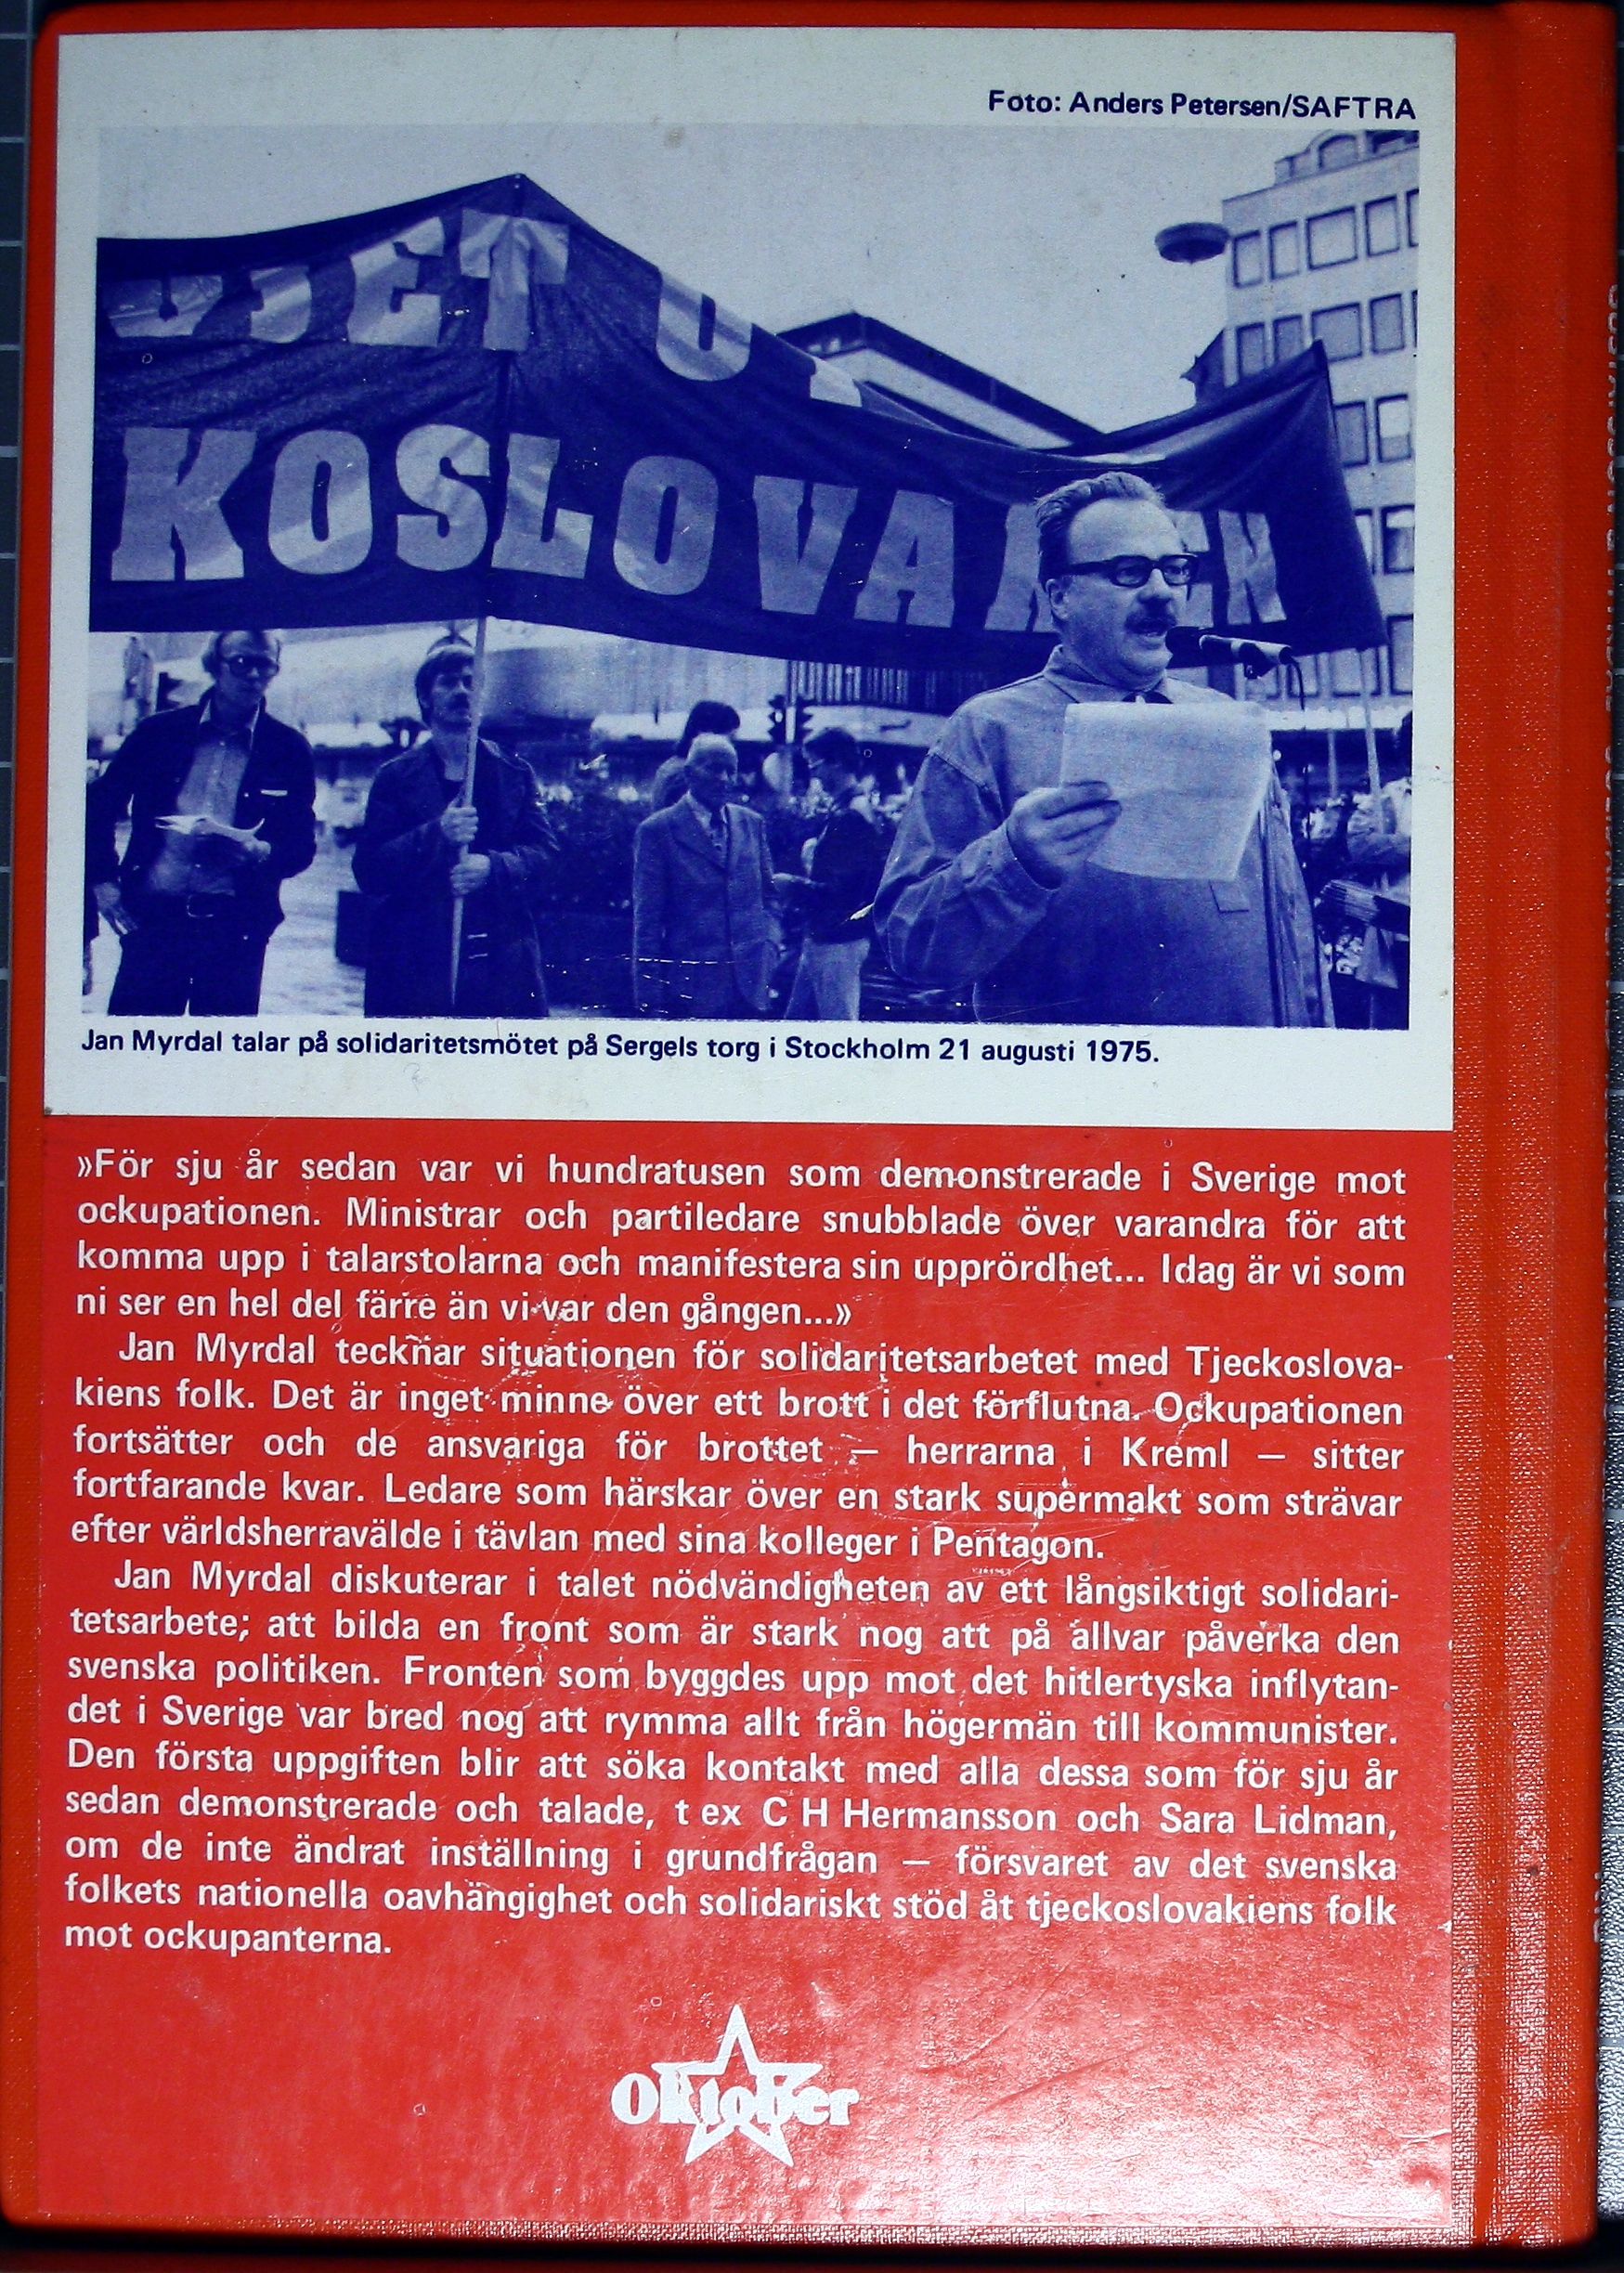 Foto: Anders Petersen/SAFTRA
JET UT
KOSLOVAKIEN
Jan Myrdal talar på solidaritetsmötet på Sergels torg i Stockholm 21 augusti 1975.
»För sju år sedan var vi hundratusen som demonstrerade i Sverige mot
ockupationen. Ministrar och partiledare snubblade över varandra för att
komma upp i talarstolarna och manifestera sin upprördhet... Idag är vi som
ni ser en hel del färre än vi var den gången...»
Jan Myrdal tecknar situationen för solidaritetsarbetet med Tjeckoslova-
kiens folk. Det är inget minne över ett brott i det förflutna. Ockupationen
fortsätter och de ansvariga för brottet – herrarna i Kreml – sitter
fortfarande kvar. Ledare som härskar över en stark supermakt som strävar
efter världsherravälde i tävlan med sina kolleger i Pentagon.
Jan Myrdal diskuterar i talet nödvändigheten av ett långsiktigt solidari-
tetsarbete; att bilda en front som är stark nog att på allvar påverka den
svenska politiken. Fronten som byggdes upp mot det hitlertyska inflytan-
det i Sverige var bred nog att rymma allt från högermän till kommunister.
Den första uppgiften blir att söka kontakt med alla dessa som för sju år
sedan demonstrerade och talade, t ex C H Hermansson och Sara Lidman,
om de inte ändrat inställning i grundfrågan – försvaret av det svenska
folkets nationella oavhängighet och solidariskt stöd åt tjeckoslovakiens folk
mot ockupanterna.
Oktober